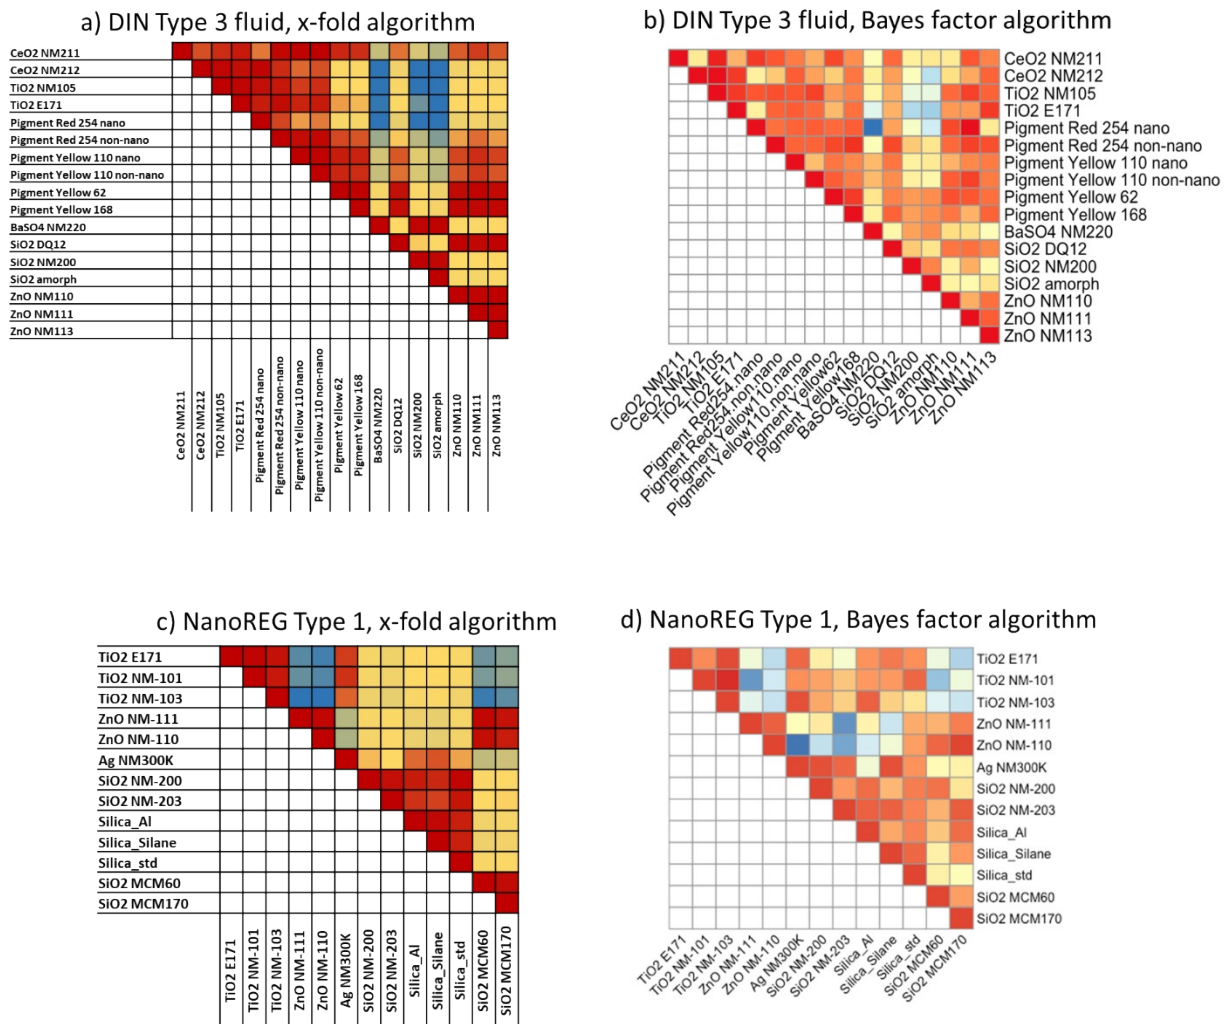 a) DIN Type 3 fluid, x-fold algorithm
CeO2 NM211
CeO2 NM212
TiO2 NM105
TiO2 E171
Pigment Red 254 nano
Pigment Red 254 non-nano
Pigment Yellow 110 nano
Pigment Yellow 110 non-nano
Pigment Yellow 62
Pigment Yellow 168
BaSO4 NM220
SiO2 DQ12
SiO2 NM200
SiO2 amorph
ZnO NM110
ZnO NM111
ZnO NM113
CeO2 NM211
CeO2 NM212
TiO2 NM105
TiO2 E171
Pigment Red 254 nano
Pigment Red 254 non-nano
Pigment Yellow 110 nano
Pigment Yellow 110 non-nano
Pigment Yellow 62
Pigment Yellow 168
BaSO4 NM220
SiO2 DQ12
SiO2 NM200
SiO2 amorph
ZnO NM110
ZnO NM111
ZnO NM113
b) DIN Type 3 fluid, Bayes factor algorithm
CeO2 NM211
CeO2 NM212
TiO2 NM105
TiO2 E171
Pigment Red 254 nano
Pigment Red 254 non-nano
Pigment Yellow 110 nano
Pigment Yellow 110 non-nano
Pigment Yellow 62
Pigment Yellow 168
BaSO4 NM220
SiO2 DQ12
SiO2 NM200
SiO2 amorph
ZnO NM110
ZnO NM111
ZnO NM113
CeO2 NM211
CeO2 NM212
TiO2 NM105
TiO2 E171
Pigment Red254.nano
Pigment Red254.non.nano
Pigment Yellow110.nano
Pigment Yellow110.non.nano
Pigment Yellow62
Pigment Yellow168
BaSO4 NM220
SiO2 DQ12
SiO2 NM200
SiO2 amorph
ZnO NM110
ZnO NM111
ZnO NM113
c) NanoREG Type 1, x-fold algorithm
TiO2 E171
TiO2 NM-101
TiO2 NM-103
ZnO NM-111
ZnO NM-110
Ag NM300K
SiO2 NM-200
SiO2 NM-203
Silica_Al
Silica_Silane
Silica_std
SiO2 MCM60
SiO2 MCM170
TiO2 E171
TiO2 NM-101
TiO2 NM-103
ZnO NM-111
ZnO NM-110
Ag NM300K
SiO2 NM-200
SiO2 NM-203
Silica_Al
Silica_Silane
Silica_std
SiO2 MCM60
SiO2 MCM170
d) NanoREG Type 1, Bayes factor algorithm
TiO2 E171
TiO2 NM-101
TiO2 NM-103
ZnO NM-111
ZnO NM-110
Ag NM300K
SiO2 NM-200
SiO2 NM-203
Silica_Al
Silica_Silane
Silica_std
SiO2 MCM60
SiO2 MCM170
TiO2 E171
TiO2 NM-101
TiO2 NM-103
ZnO NM-111
ZnO NM-110
Ag NM300K
SiO2 NM-200
SiO2 NM-203
Silica_Al
Silica_Silane
Silica_std
SiO2 MCM60
SiO2 MCM170